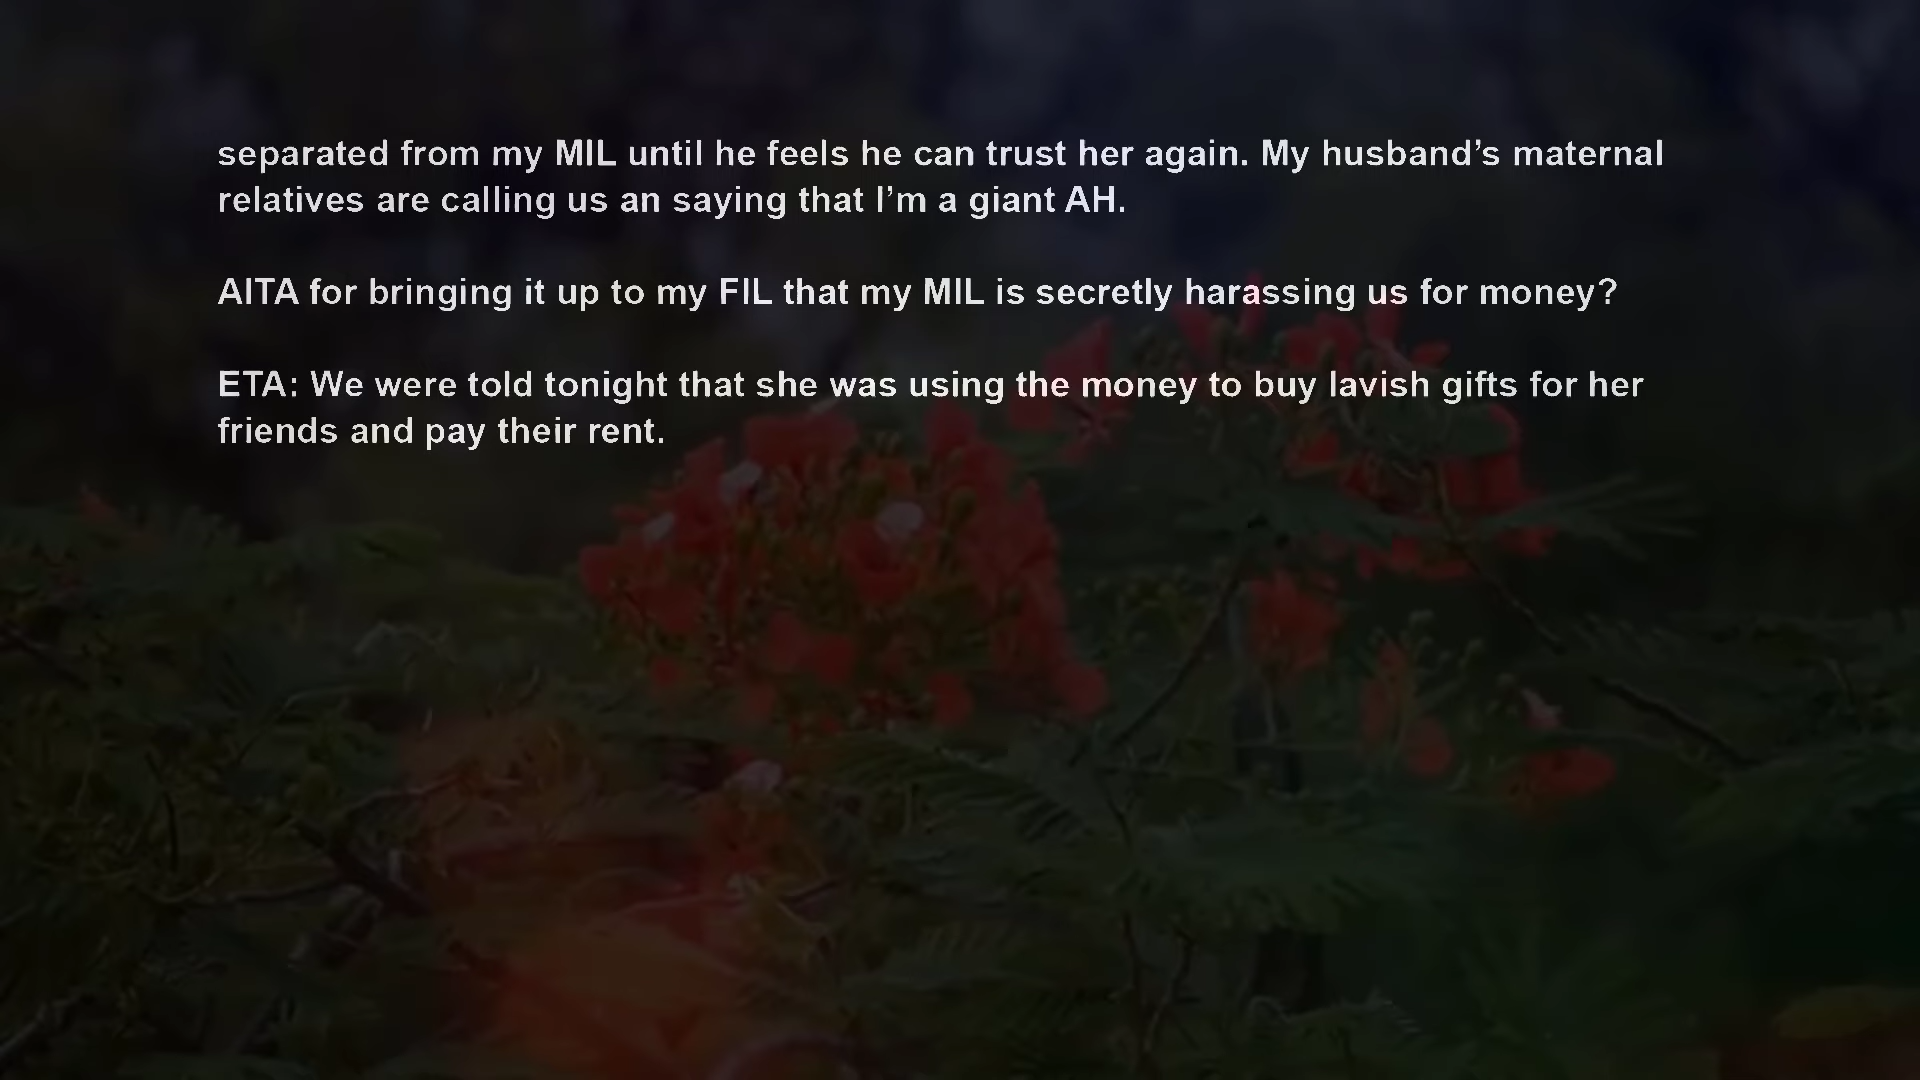 separated from my MIL until he feels he can trust her again. My husband’s maternal
relatives are calling us an saying that I’m a giant AH.
AITA for bringing it up to my FIL that my MIL is secretly harassing us for money?
ETA: We were told tonight that she was using the money to buy lavish gifts for her
friends and pay their rent.